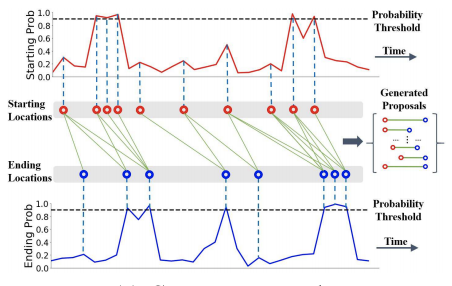 Starting Prob
1.0
0.8
0.6
0.4
0.2
0.0
Probability
Threshold
Time
Starting
Locations
Generated
Proposals
... ⋮ ...
Ending
Locations
Ending Prob
1.0
0.8
0.6
0.4
0.2
0.0
Probability
Threshold
Time